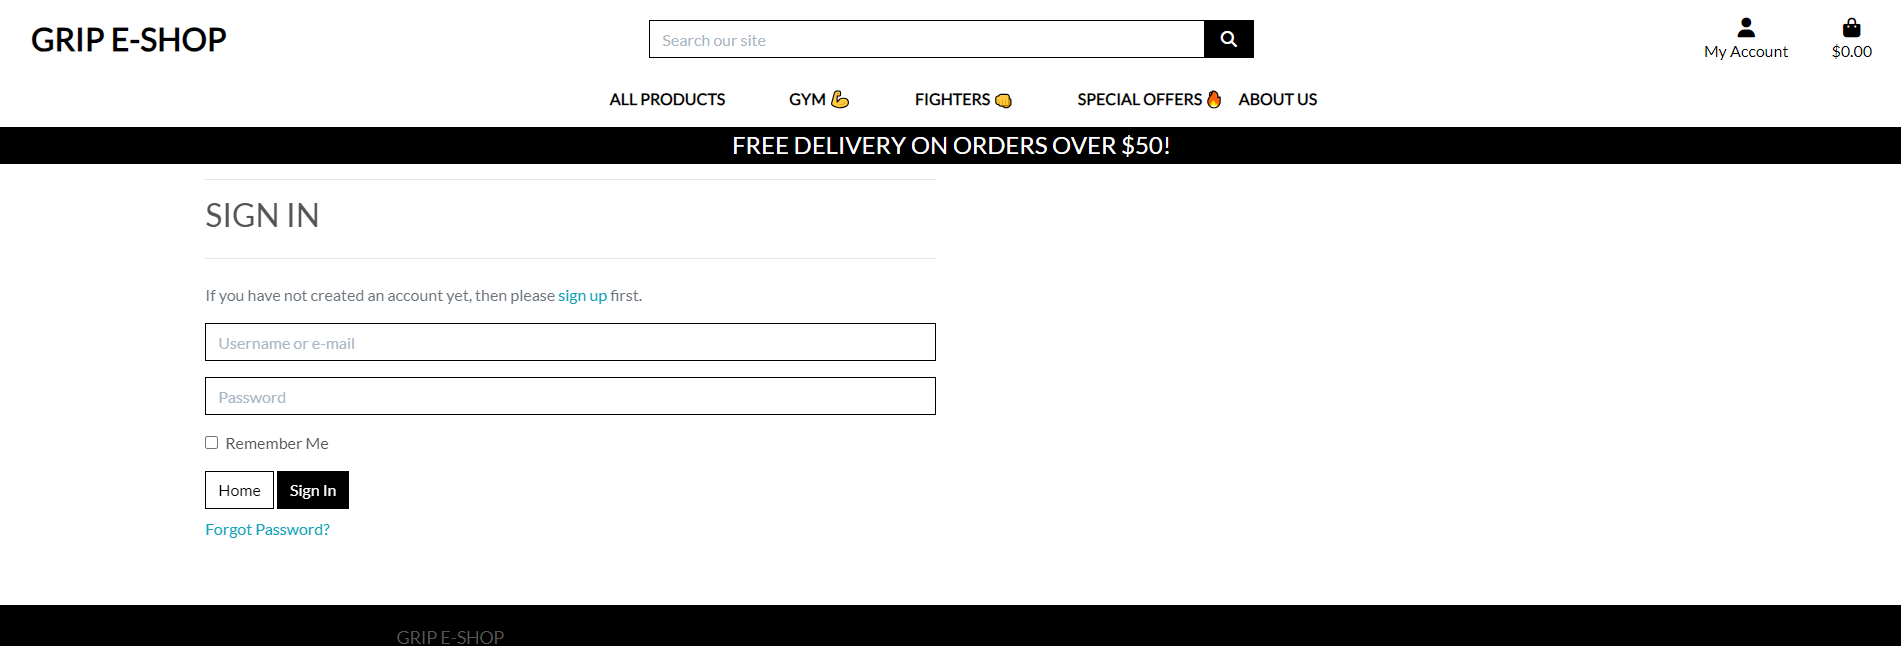 GRIP E-SHOP
Search our site
My Account
$0.00
ALL PRODUCTS GYM 💪 FIGHTERS 👊 SPECIAL OFFERS 🔥 ABOUT US
FREE DELIVERY ON ORDERS OVER $50!
SIGN IN
If you have not created an account yet, then please sign up first.
Username or e-mail
Password
Remember Me
Home Sign In
Forgot Password?
GRIP E-SHOP